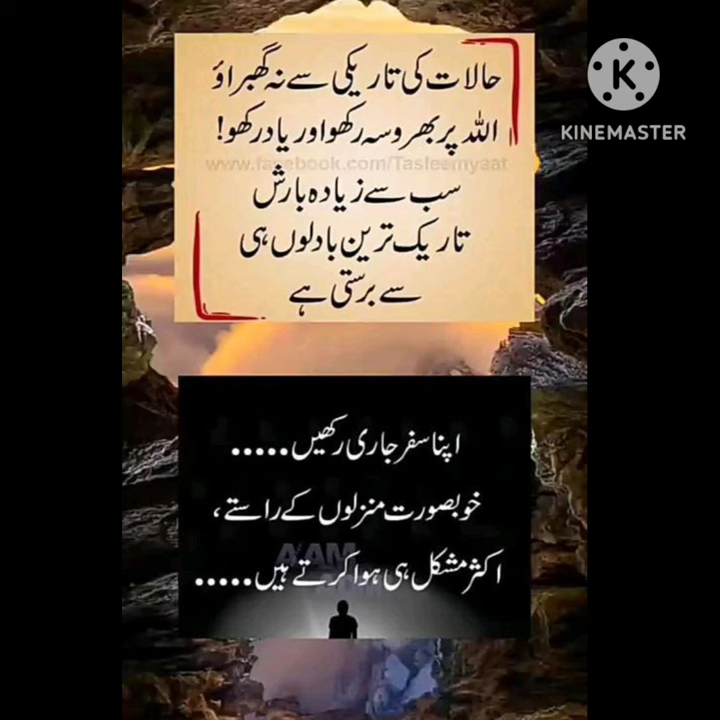 حالات کی تاریکی سے نہ گھبراؤ
اللہ پر بھروسہ رکھو اور یاد رکھو!
www.facebook.com/Tasleemyaat
سب سے زیادہ بارش
تاریک ترین بادلوں ہی
سے برستی ہے
KINEMASTER
اپنا سفر جاری رکھیں.....
خوبصورت منزلوں کے راستے،
اکثر مشکل ہی ہوا کرتے ہیں.....